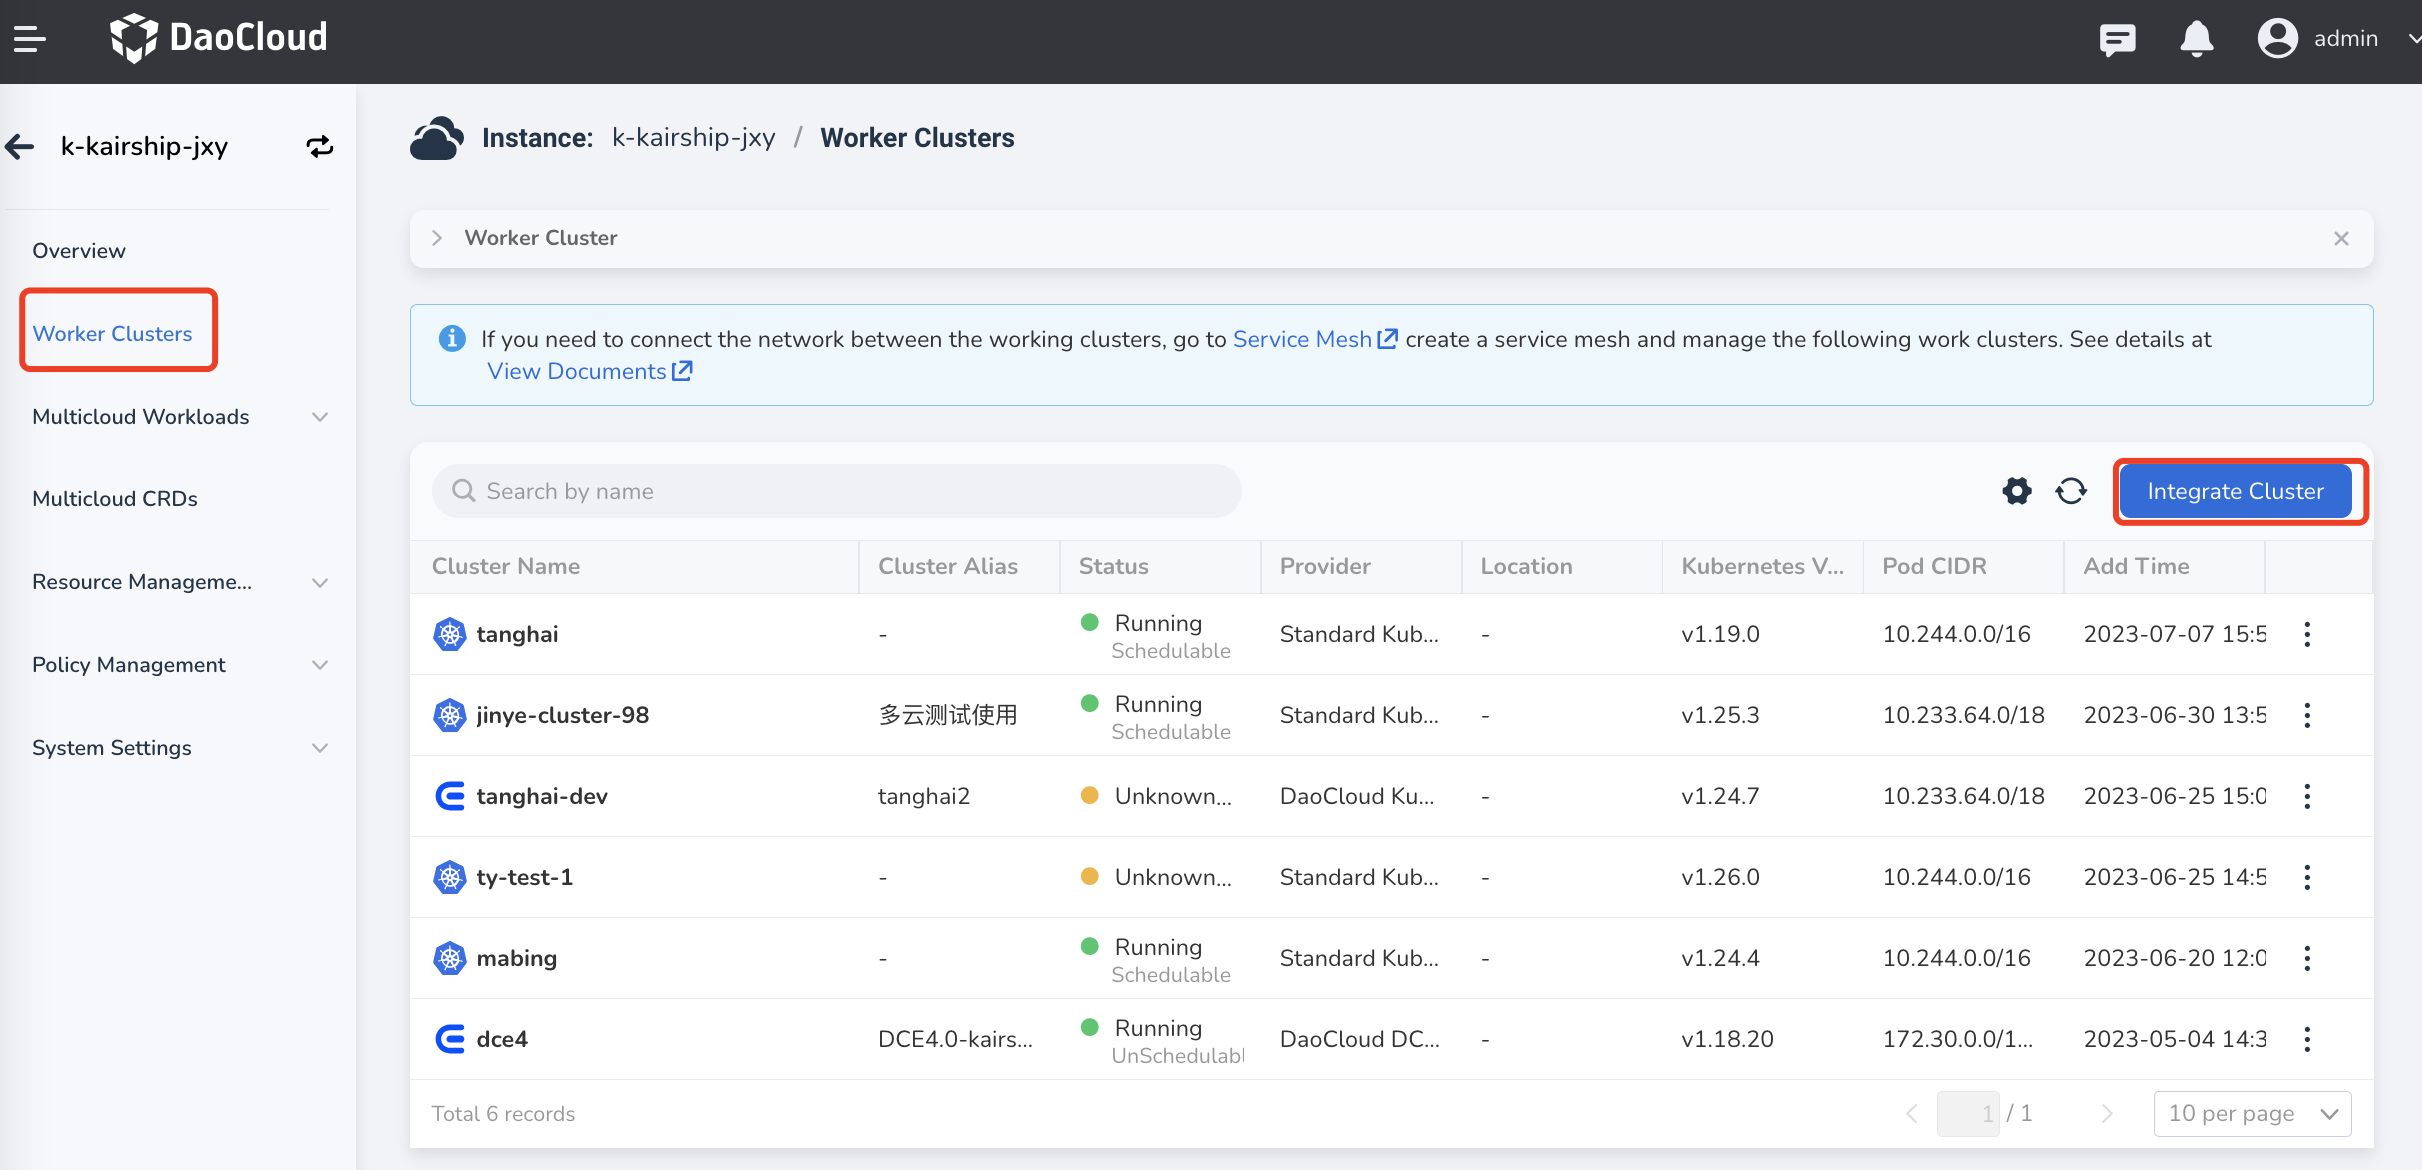 DaoCloud
admin
k-kairship-jxy
Overview
Worker Clusters
Multicloud Workloads
Multicloud CRDs
Resource Manageme...
Policy Management
System Settings
Instance: k-kairship-jxy / Worker Clusters
Worker Cluster
If you need to connect the network between the working clusters, go to Service Mesh create a service mesh and manage the following work clusters. See details at
View Documents
Search by name
Integrate Cluster
Cluster Name Cluster Alias Status Provider Location Kubernetes V... Pod CIDR Add Time
tanghai - Running Schedulable Standard Kub... - v1.19.0 10.244.0.0/16 2023-07-07 15:5
jinye-cluster-98 多云测试使用 Running Schedulable Standard Kub... - v1.25.3 10.233.64.0/18 2023-06-30 13:5
tanghai-dev tanghai2 Unknown... DaoCloud Ku... - v1.24.7 10.233.64.0/18 2023-06-25 15:0
ty-test-1 - Unknown... Standard Kub... - v1.26.0 10.244.0.0/16 2023-06-25 14:5
mabing - Running Schedulable Standard Kub... - v1.24.4 10.244.0.0/16 2023-06-20 12:0
dce4 DCE4.0-kairs... Running UnSchedulabl DaoCloud DC... - v1.18.20 172.30.0.0/1... 2023-05-04 14:3
Total 6 records
1 / 1
10 per page